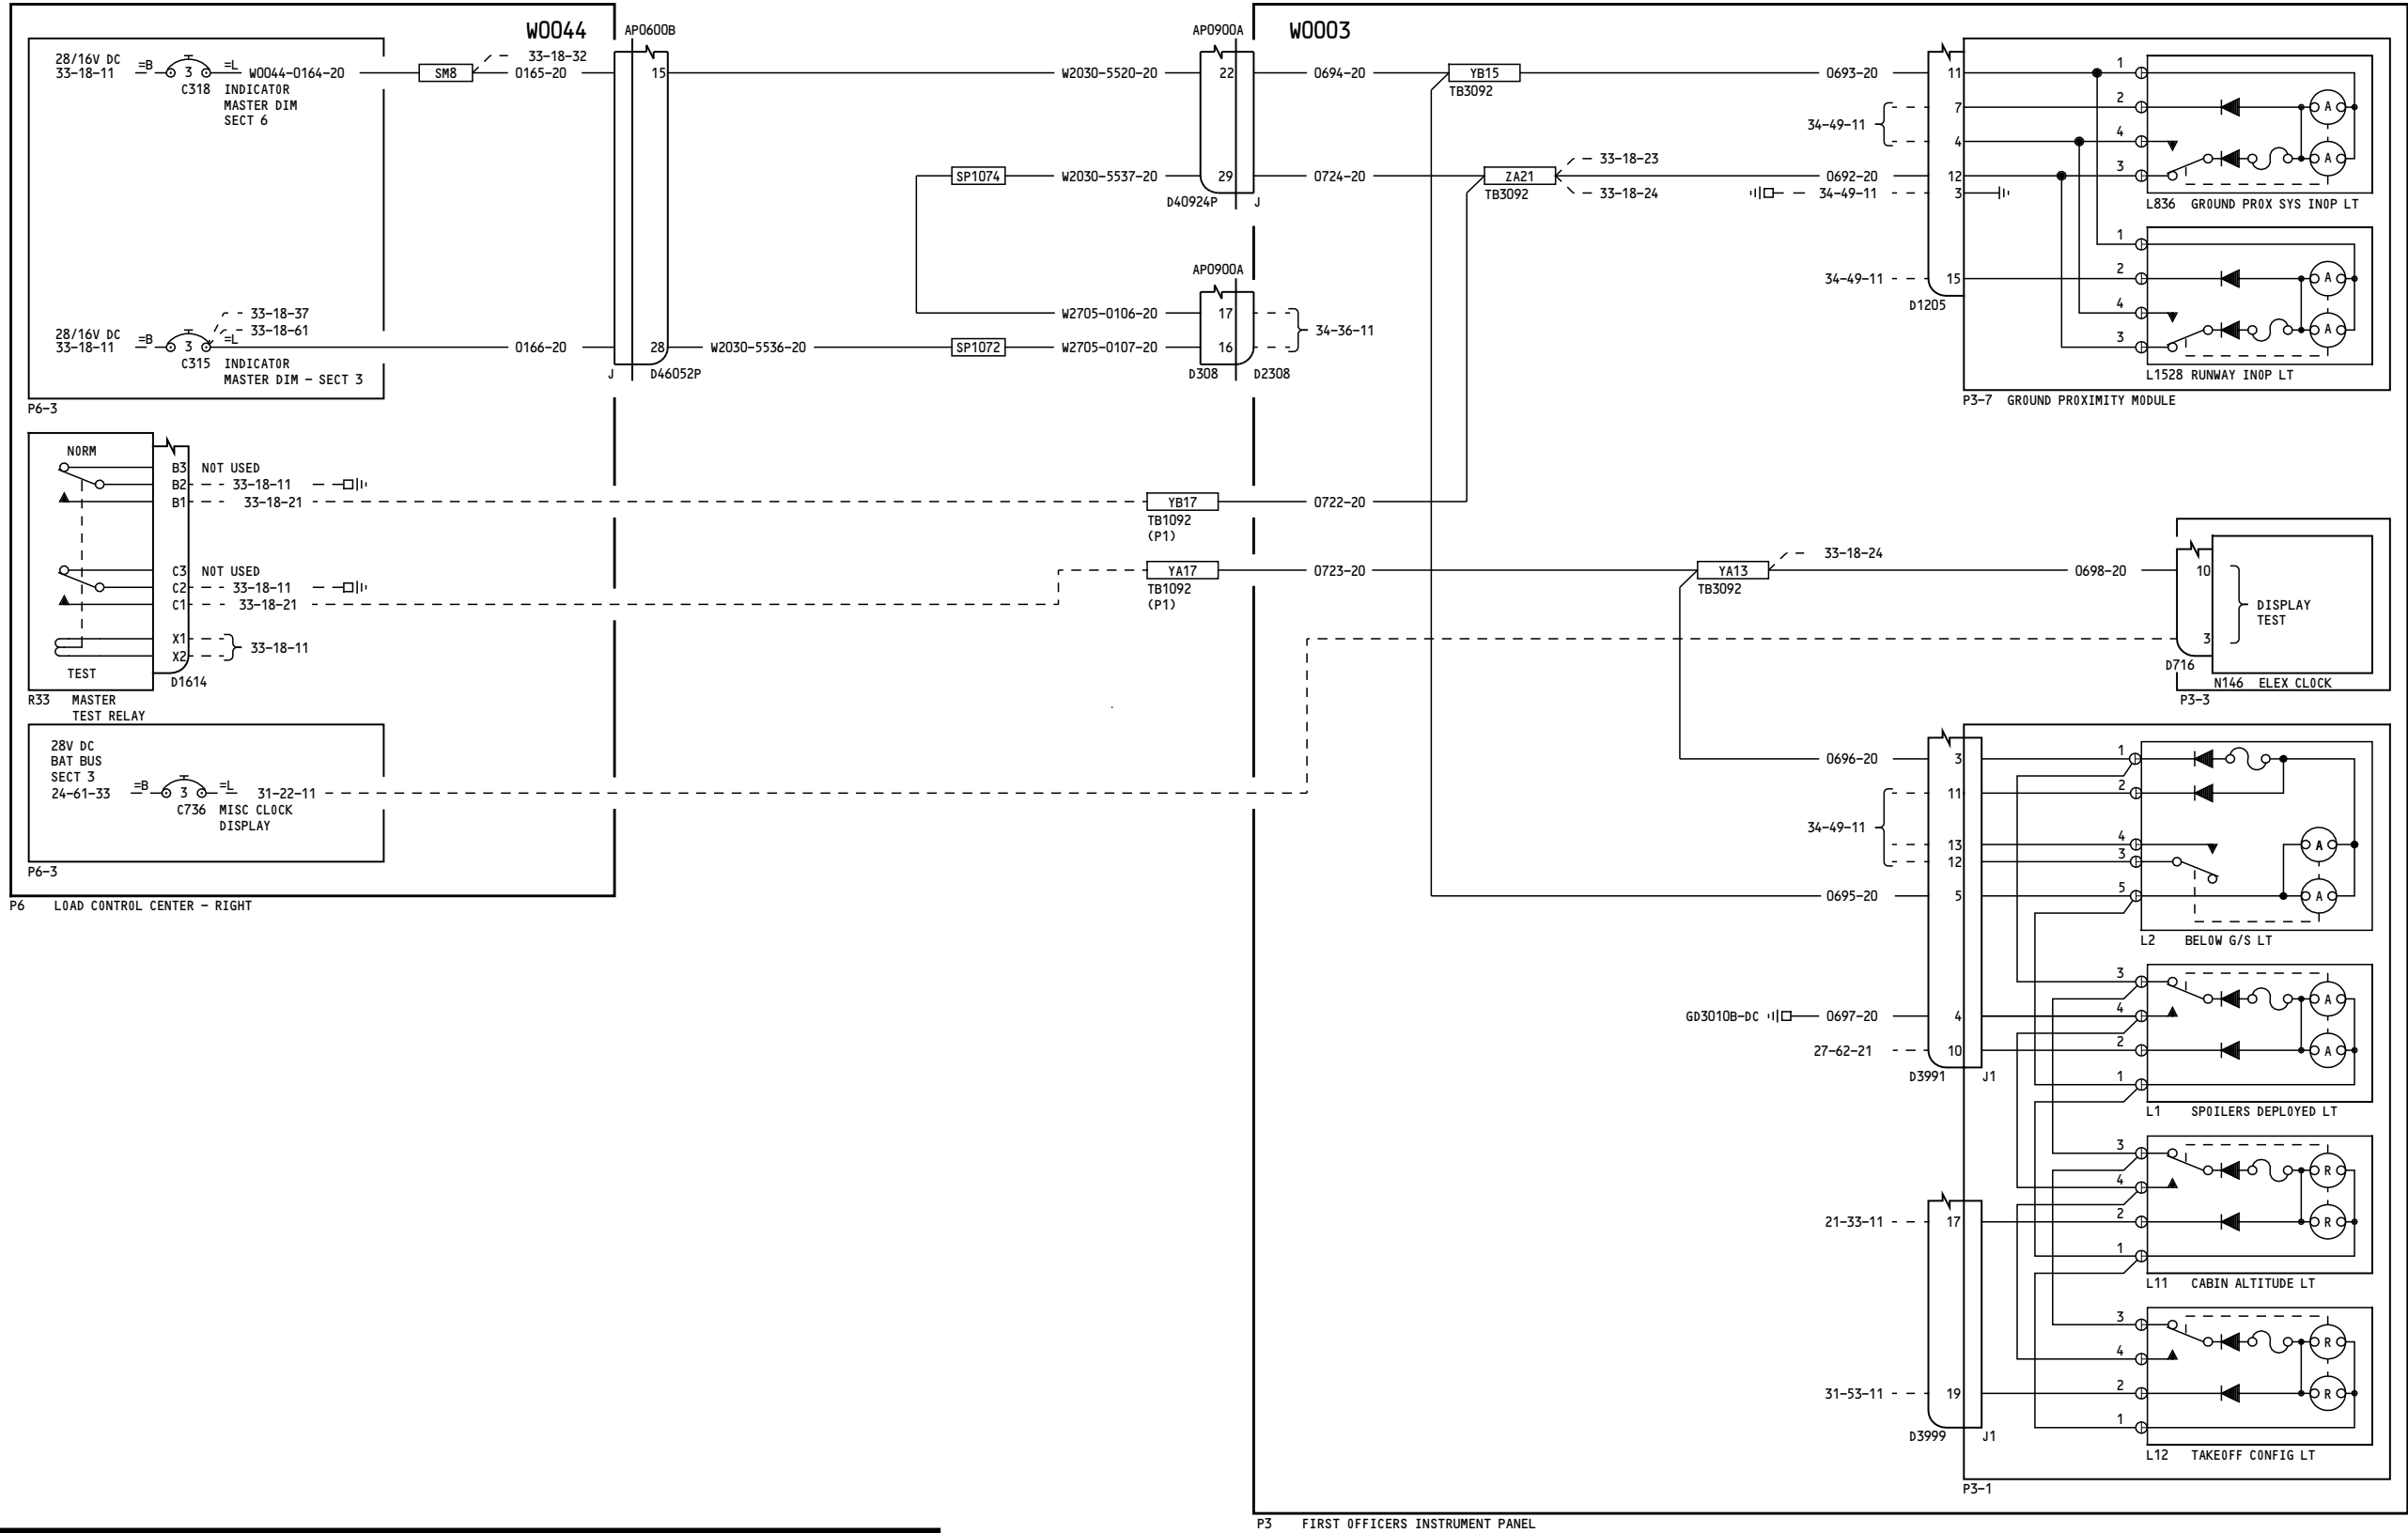 W0044
AP0600B
AP0900A
W0003
28/16V DC
33-18-11
=B
3
=L
W0044-0164-20
C318
INDICATOR
MASTER DIM
SECT 6
SM8
33-18-32
0165-20
15
W2030-5520-20
22
0694-20
YB15
TB3092
0693-20
11
7
34-49-11
4
SP1074
W2030-5537-20
29
0724-20
ZA21
TB3092
33-18-23
33-18-24
0692-20
12
34-49-11
3
D40924P
J
1
2
4
3
A
A
L836 GROUND PROX SYS INOP LT
AP0900A
34-49-11
15
D1205
1
2
4
3
A
A
L1528 RUNWAY INOP LT
P3-7 GROUND PROXIMITY MODULE
33-18-37
33-18-61
28/16V DC
33-18-11
=B
3
=L
C315
INDICATOR
MASTER DIM - SECT 3
0166-20
28
J
D46052P
W2030-5536-20
SP1072
W2705-0106-20
17
W2705-0107-20
16
34-36-11
D308
D2308
P6-3
NORM
B3 NOT USED
B2 33-18-11
B1 33-18-21
YB17
TB1092
(P1)
0722-20
C3 NOT USED
C2 33-18-11
C1 33-18-21
YA17
TB1092
(P1)
0723-20
YA13
TB3092
33-18-24
0698-20
10
3
DISPLAY
TEST
D716
N146 ELEX CLOCK
P3-3
X1
X2
33-18-11
TEST
D1614
R33 MASTER
TEST RELAY
28V DC
BAT BUS
SECT 3
24-61-33
=B
3
=L
31-22-11
C736
MISC CLOCK
DISPLAY
P6-3
P6 LOAD CONTROL CENTER - RIGHT
0696-20
3
11
34-49-11
13
12
0695-20
5
1
2
4
3
5
A
A
L2 BELOW G/S LT
GD3010B-DC
0697-20
4
27-62-21
10
D3991
J1
3
4
2
1
A
A
L1 SPOILERS DEPLOYED LT
21-33-11
17
3
4
2
1
R
R
L11 CABIN ALTITUDE LT
31-53-11
19
D3999
J1
3
4
2
1
R
R
L12 TAKEOFF CONFIG LT
P3-1
P3 FIRST OFFICERS INSTRUMENT PANEL